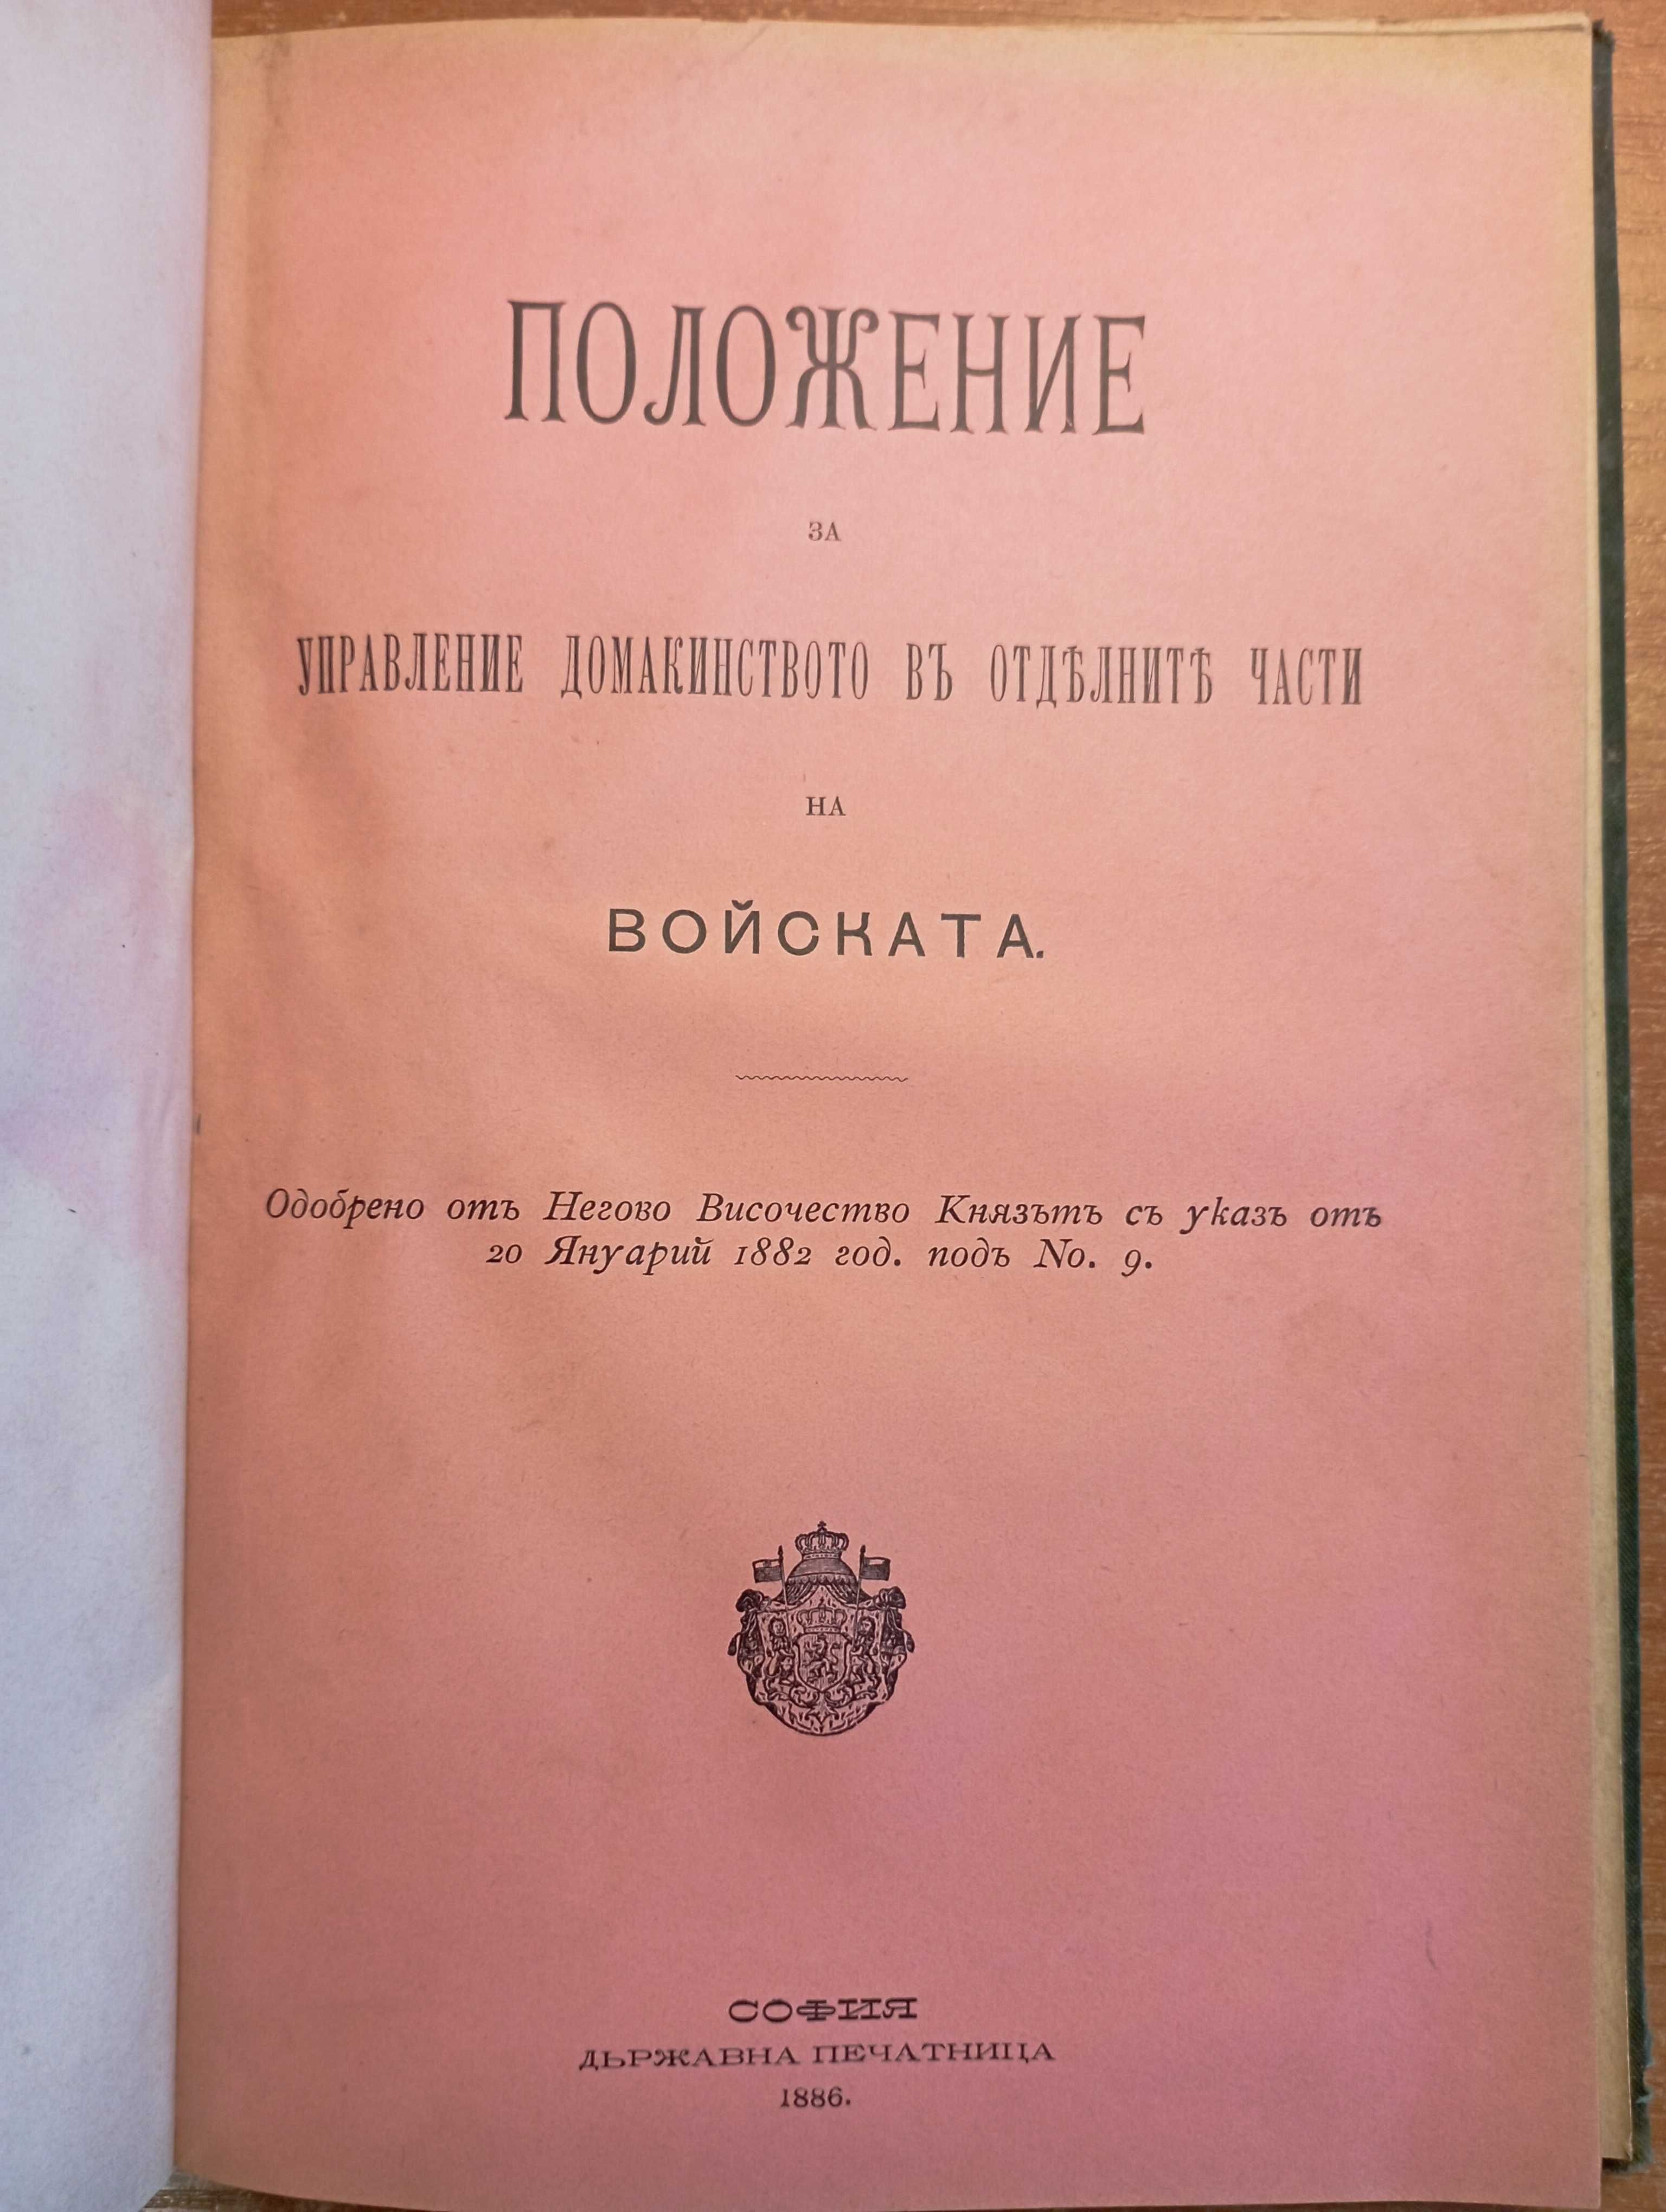 ПОЛОЖЕНИЕ
ЗА
УПРАВЛЕНИЕ ДОМАКИНСТВОТО ВЪ ОТДѢЛНИТѢ ЧАСТИ
НА
ВОЙСКАТА.
Одобрено отъ Негово Височество Князътъ съ указъ отъ
20 Януарий 1882 год. подъ No. 9.
СОФИЯ
ДЬРЖАВНА ПЕЧАТНИЦА
1886.